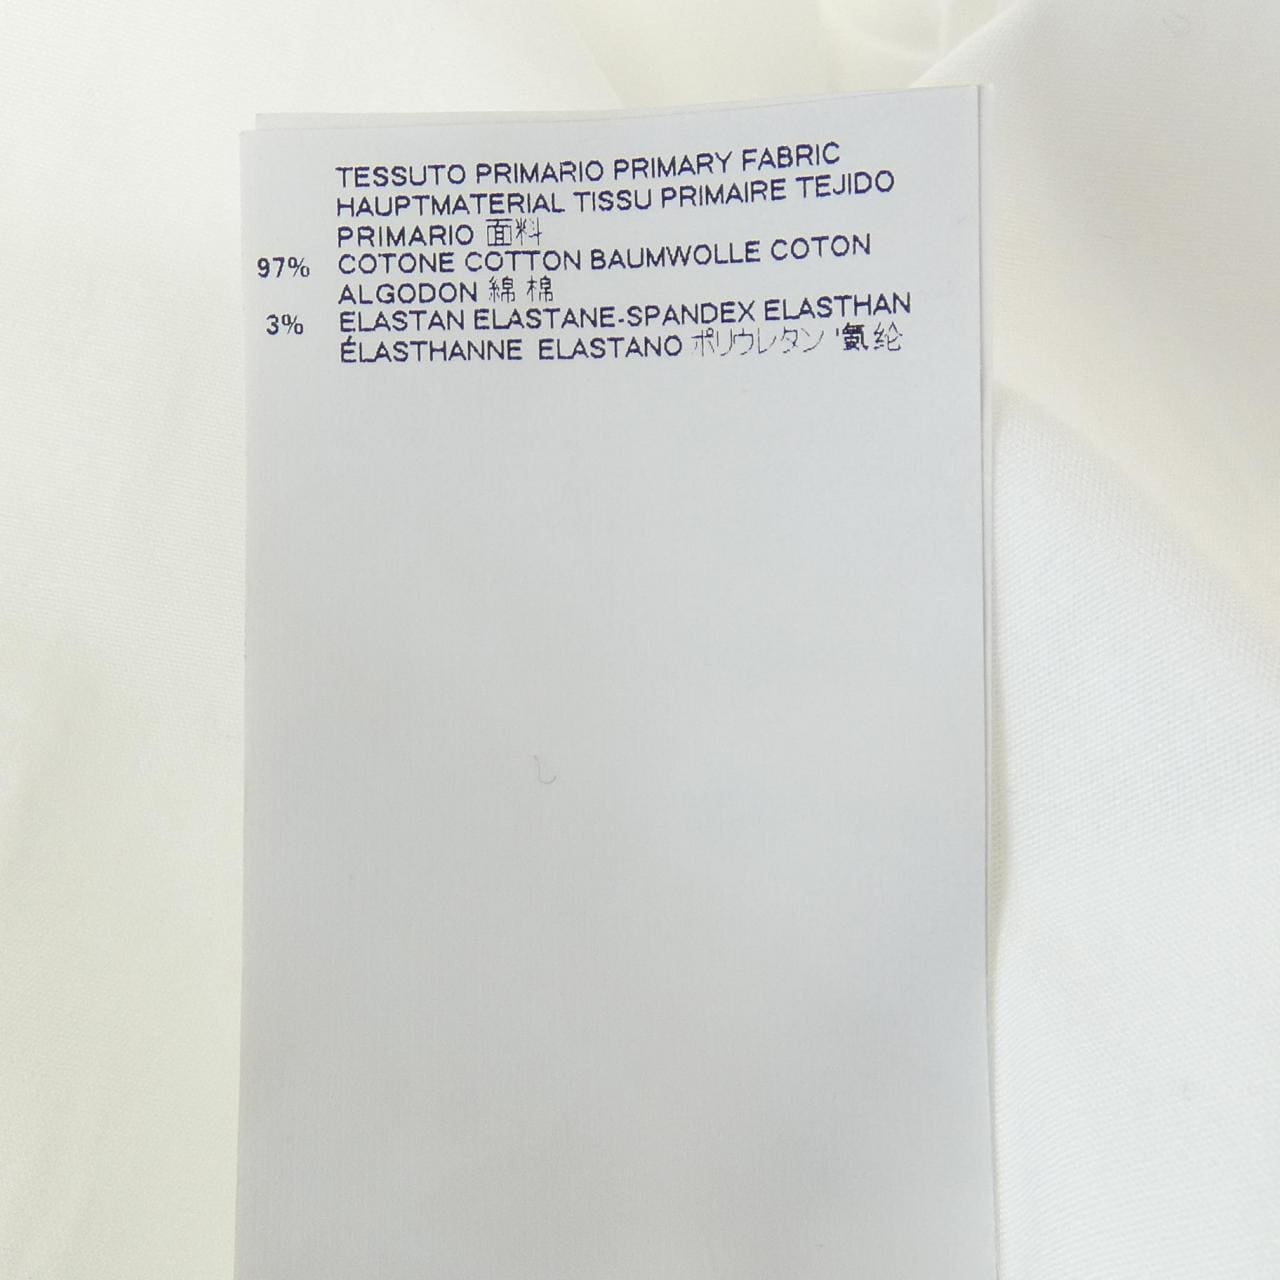 TESSUTO PRIMARIO PRIMARY FABRIC
HAUPTMATERIAL TISSU PRIMAIRE TEJIDO
PRIMARIO 面料
97% COTONE COTTON BAUMWOLLE COTON
ALGODON 綿 棉
3% ELASTAN ELASTANE-SPANDEX ELASTHAN
ÉLASTHANNE ELASTANO ポリウレタン '氨纶